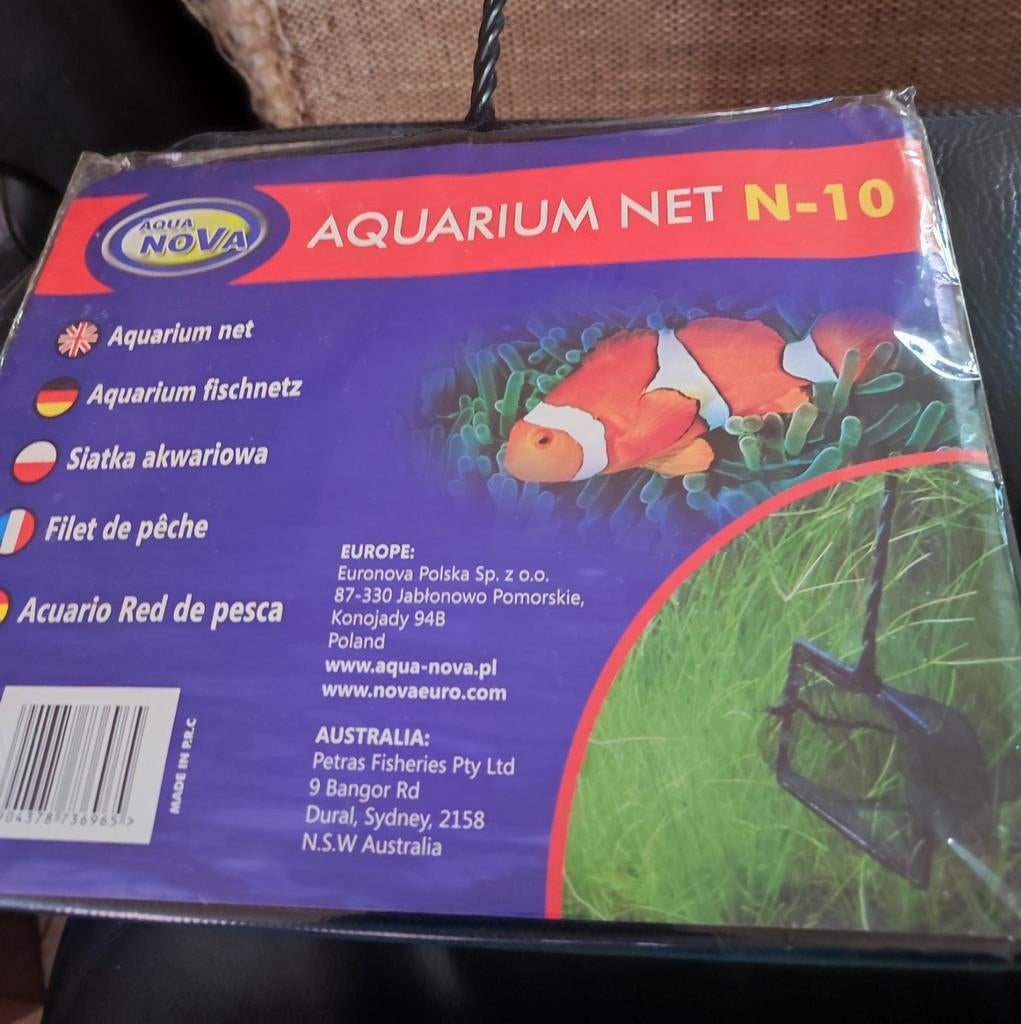 AQUA
NOVA
AQUARIUM NET N-10
Aquarium net
Aquarium fischnetz
Siatka akwariowa
Filet de pêche
Acuario Red de pesca
EUROPE:
Euronova Polska Sp. z o.o.
87-330 Jabłonowo Pomorskie,
Konojady 94B
Poland
www.aqua-nova.pl
www.novaeuro.com
AUSTRALIA:
Petras Fisheries Pty Ltd
9 Bangor Rd
Dural, Sydney, 2158
N.S.W Australia
MADE IN P.R.C
904378 736965 >